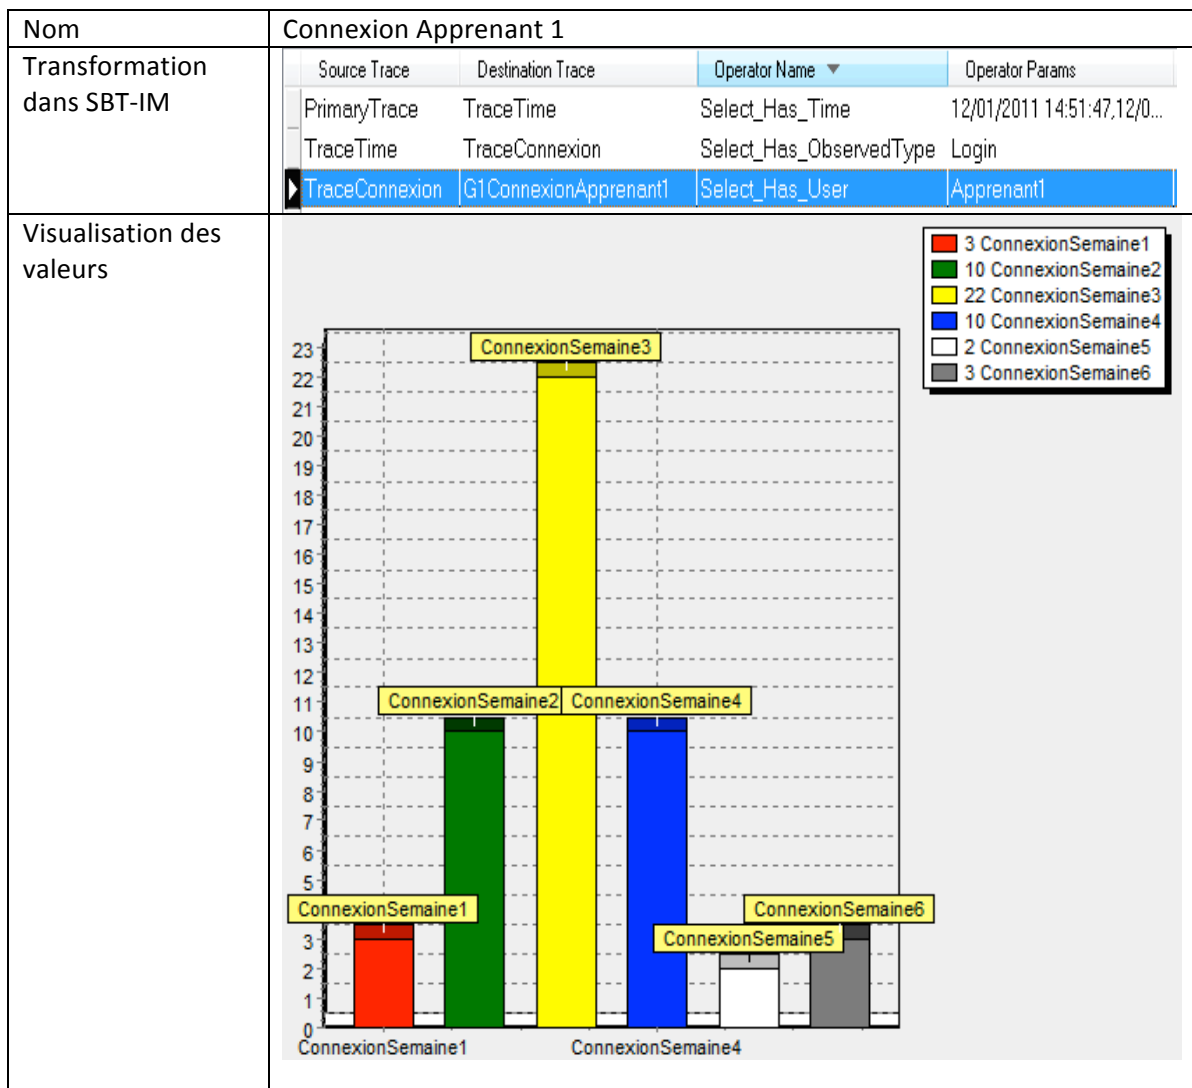 Nom
Connexion Apprenant 1
Transformation
dans SBT-IM
Source Trace Destination Trace Operator Name Operator Params
PrimaryTrace TraceTime Select_Has_Time 12/01/2011 14:51:47,12/0...
TraceTime TraceConnexion Select_Has_ObservedType Login
TraceConnexion G1ConnexionApprenant1 Select_Has_User Apprenant1
Visualisation des
valeurs
3 ConnexionSemaine1
10 ConnexionSemaine2
22 ConnexionSemaine3
10 ConnexionSemaine4
2 ConnexionSemaine5
3 ConnexionSemaine6
23
ConnexionSemaine3
22
21
20
19
18
17
16
15
14
13
12
11
ConnexionSemaine2
ConnexionSemaine4
10
9
8
7
6
5
ConnexionSemaine1
ConnexionSemaine6
3
ConnexionSemaine5
2
1
0
ConnexionSemaine1 ConnexionSemaine4